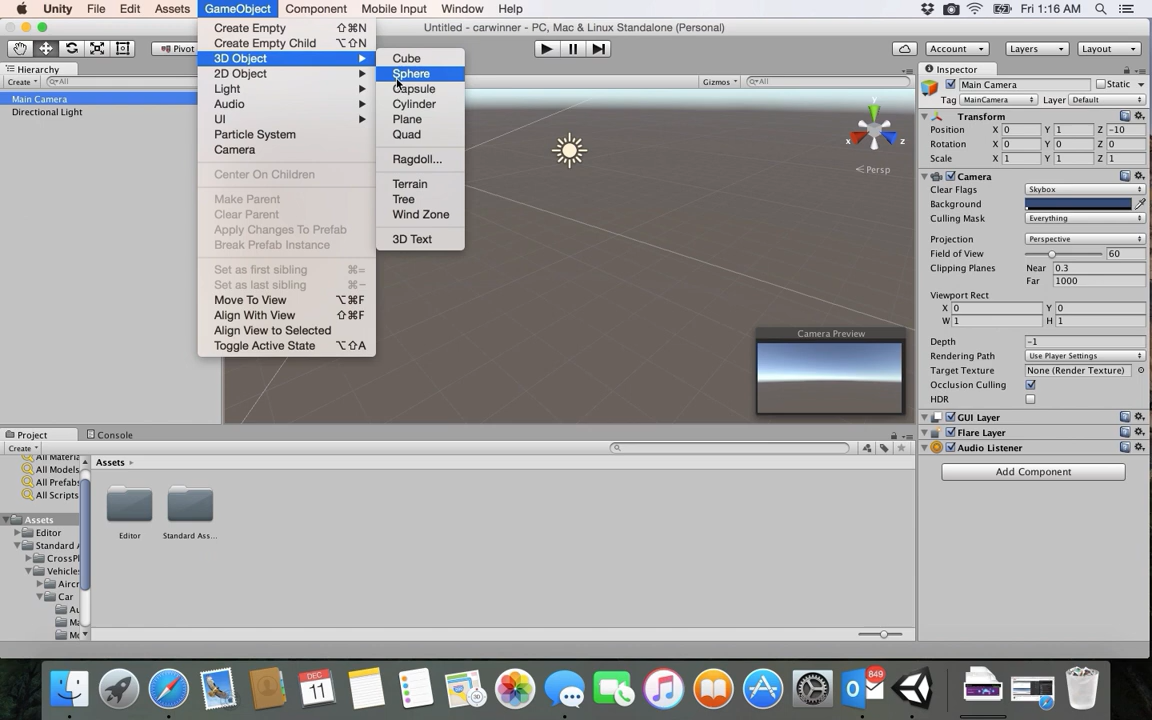 Unity File Edit Assets GameObject Component Mobile Input Window Help Fri 1:16 AM
Untitled - carwinner - PC, Mac & Linux Standalone (Personal)
Pivot
Account Layers Layout
Hierarchy
Create All
Main Camera
Directional Light
Create Empty ⇧⌘N
Create Empty Child ⌥⇧N
3D Object
2D Object
Light
Audio
UI
Particle System
Camera
Center On Children
Make Parent
Clear Parent
Apply Changes To Prefab
Break Prefab Instance
Set as first sibling ⌘=
Set as last sibling ⌘-
Move To View ⌥⌘F
Align With View ⇧⌘F
Align View to Selected
Toggle Active State ⌥⇧A
Cube
Sphere
Capsule
Cylinder
Plane
Quad
Ragdoll...
Terrain
Tree
Wind Zone
3D Text
Gizmos All
y
x z
Persp
Camera Preview
Inspector
Main Camera Static
Tag MainCamera Layer Default
Transform
Position X 0 Y 1 Z -10
Rotation X 0 Y 0 Z 0
Scale X 1 Y 1 Z 1
Camera
Clear Flags Skybox
Background
Culling Mask Everything
Projection Perspective
Field of View 60
Clipping Planes Near 0.3
Far 1000
Viewport Rect
X 0 Y 0
W 1 H 1
Depth -1
Rendering Path Use Player Settings
Target Texture None (Render Texture)
Occlusion Culling
HDR
GUI Layer
Flare Layer
Audio Listener
Add Component
Project Console
Create
All Materia
All Models
All Prefabs
All Scripts
Assets
Editor
Standard A
CrossPl
Vehicles
Aircr
Car
Au
Ma
Mo
Assets
Editor Standard Ass...
DEC
11
3D
849